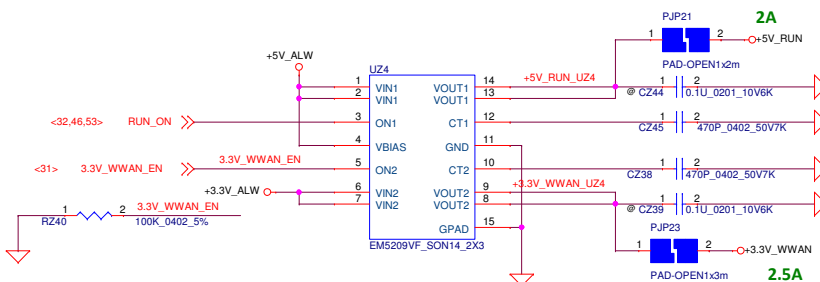 PJP21
2A
1 2
+5V_RUN
PAD-OPEN1x2m
+5V_ALW
UZ4
1 VIN1 VOUT1 14 +5V_RUN_UZ4
2 VIN1 VOUT1 13
@ CZ44 1 2 0.1U_0201_10V6K
<32,46,53> RUN_ON 3 ON1 CT1 12
CZ45 1 2 470P_0402_50V7K
4 VBIAS GND 11
<31> 3.3V_WWAN_EN 3.3V_WWAN_EN 5 ON2 CT2 10
CZ38 1 2 470P_0402_50V7K
+3.3V_ALW 6 VIN2 VOUT2 9 +3.3V_WWAN_UZ4
7 VIN2 VOUT2 8
@ CZ39 1 2 0.1U_0201_10V6K
1 2 3.3V_WWAN_EN
RZ40 100K_0402_5%
GPAD 15
EM5209VF_SON14_2X3
PJP23
1 2
+3.3V_WWAN
PAD-OPEN1x3m
2.5A